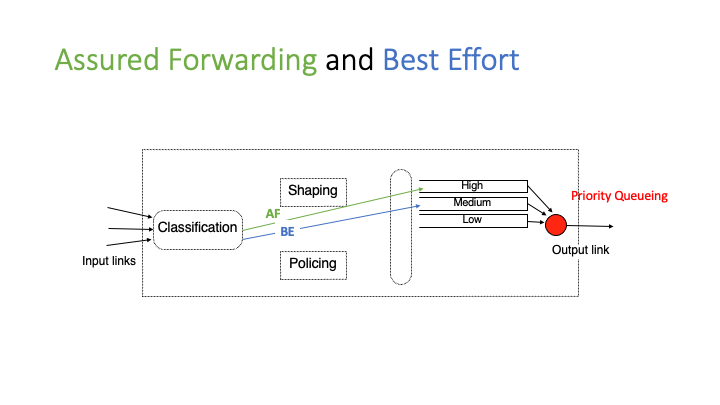 Assured Forwarding and Best Effort
High
Shaping
Priority Queueing
Medium
AF
Low
Classification
BE
Output link
Input links
Policing